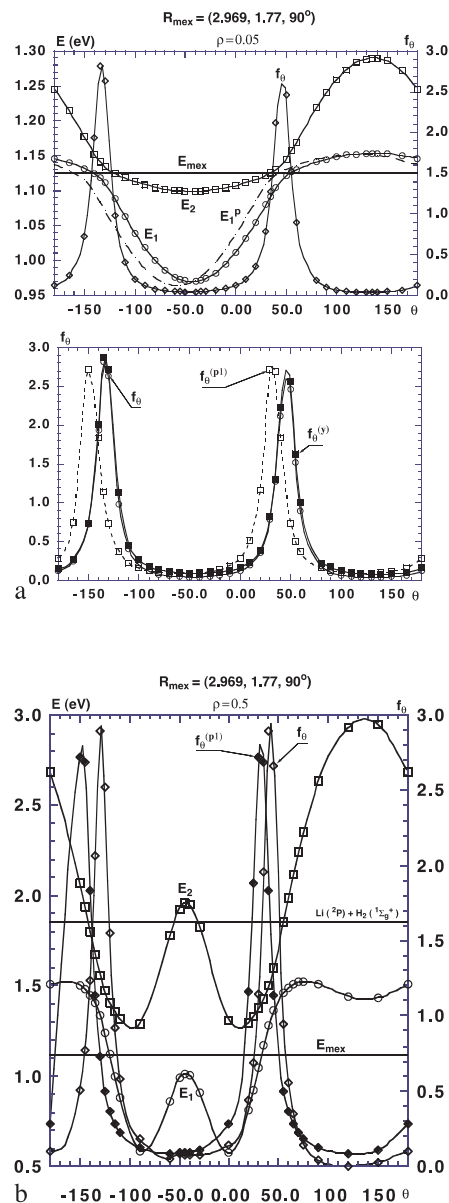 R_mex = (2.969, 1.77, 90°)
E (eV) ρ=0.05 f_θ
1.30 3.0
1.25 2.5
1.20 2.0
1.15 1.5
1.10 1.0
1.05
1.00 0.5
0.95 0.0
f_θ
E_mex
E_2
E_1
E_1^p
-150 -100 -50.0 0.00 50.0 100 150 θ
f_θ
3.0
2.5
2.0
1.5
1.0
0.5
0.0
f_θ
f_θ^(p1)
f_θ^(y)
-150 -100 -50.0 0.00 50.0 100 150 θ
a
R_mex = (2.969, 1.77, 90°)
E (eV) ρ=0.5 f_θ
3.0 3.0
f_θ^(p1) f_θ
2.5 2.5
2.0 2.0
E_2
Li (²P) + H₂ (¹Σg⁺)
1.5 1.5
1.0 1.0
E_mex
E_1
0.5
0.5 0.0
-150 -100 -50.0 0.00 50.0 100 150 θ
b